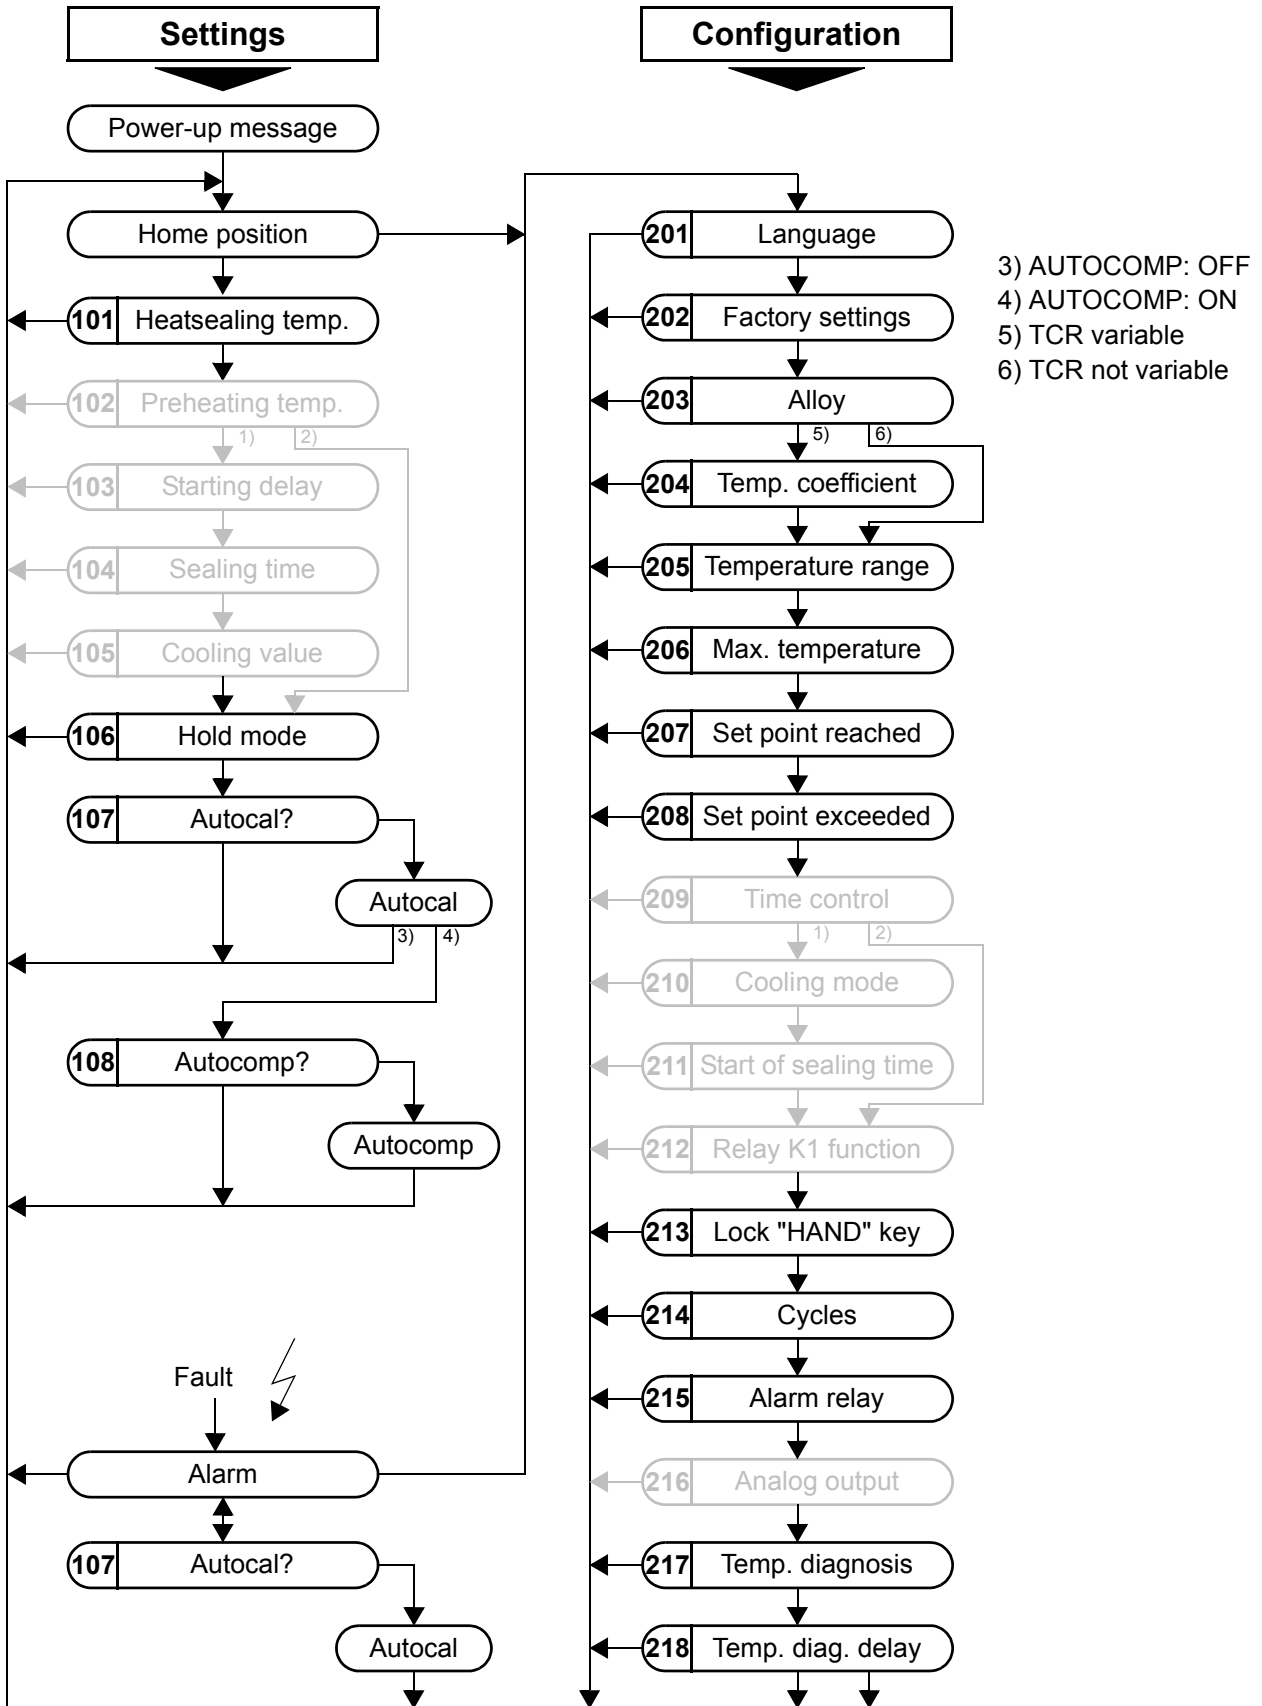 Settings
Power-up message
Home position
101 Heatsealing temp.
102 Preheating temp.
1) 2)
103 Starting delay
104 Sealing time
105 Cooling value
106 Hold mode
107 Autocal?
Autocal
3) 4)
108 Autocomp?
Autocomp
Fault
Alarm
107 Autocal?
Autocal
Configuration
201 Language
202 Factory settings
203 Alloy
5) 6)
204 Temp. coefficient
205 Temperature range
206 Max. temperature
207 Set point reached
208 Set point exceeded
209 Time control
1) 2)
210 Cooling mode
211 Start of sealing time
212 Relay K1 function
213 Lock "HAND" key
214 Cycles
215 Alarm relay
216 Analog output
217 Temp. diagnosis
218 Temp. diag. delay
3) AUTOCOMP: OFF
4) AUTOCOMP: ON
5) TCR variable
6) TCR not variable